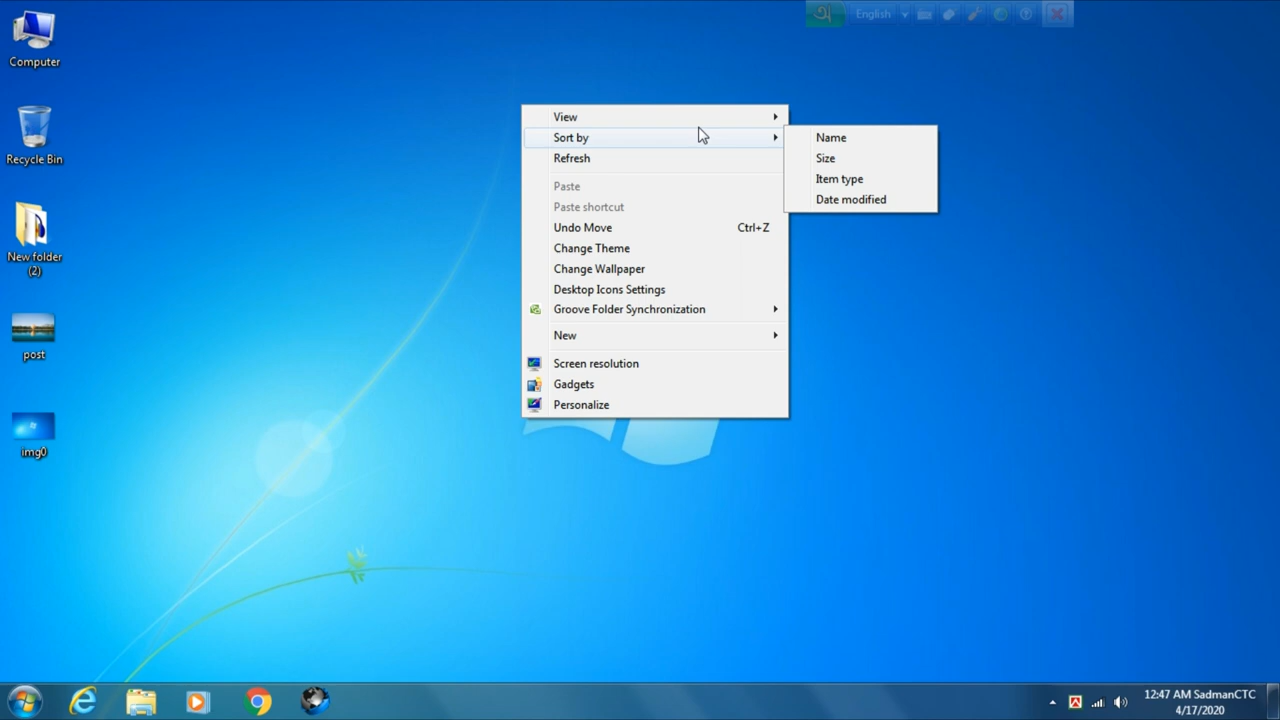 অ English
Computer
Recycle Bin
New folder
(2)
post
img0
View
Sort by
Refresh
Paste
Paste shortcut
Undo Move Ctrl+Z
Change Theme
Change Wallpaper
Desktop Icons Settings
Groove Folder Synchronization
New
Screen resolution
Gadgets
Personalize
Name
Size
Item type
Date modified
12:47 AM SadmanCTC
4/17/2020